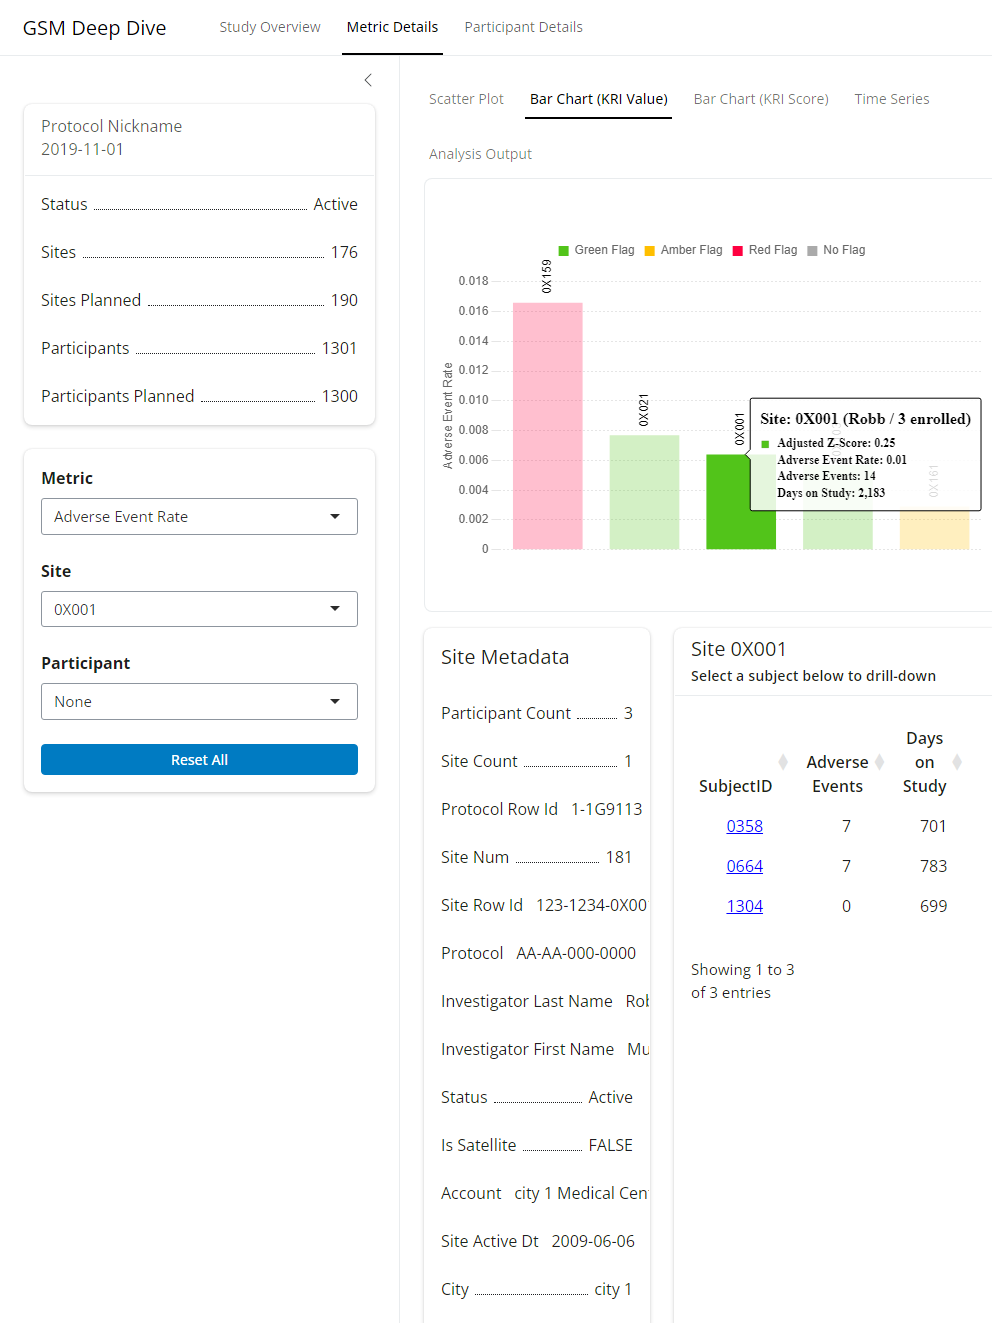 GSM Deep Dive
Study Overview
Metric Details
Participant Details
Protocol Nickname
2019-11-01
Status Active
Sites 176
Sites Planned 190
Participants 1301
Participants Planned 1300
Metric
Adverse Event Rate
Site
0X001
Participant
None
Reset All
Scatter Plot
Bar Chart (KRI Value)
Bar Chart (KRI Score)
Time Series
Analysis Output
Green Flag
Amber Flag
Red Flag
No Flag
Adverse Event Rate
0.018
0.016
0.014
0.012
0.010
0.008
0.006
0.004
0.002
0
0X159
0X021
0X001
0X161
Site: 0X001 (Robb / 3 enrolled)
Adjusted Z-Score: 0.25
Adverse Event Rate: 0.01
Adverse Events: 14
Days on Study: 2,183
Site Metadata
Participant Count 3
Site Count 1
Protocol Row Id 1-1G9113
Site Num 181
Site Row Id 123-1234-0X00
Protocol AA-AA-000-0000
Investigator Last Name Rob
Investigator First Name Mu
Status Active
Is Satellite FALSE
Account city 1 Medical Cen
Site Active Dt 2009-06-06
City city 1
Site 0X001
Select a subject below to drill-down
SubjectID
Adverse
Events
Days
on
Study
0358 7 701
0664 7 783
1304 0 699
Showing 1 to 3
of 3 entries